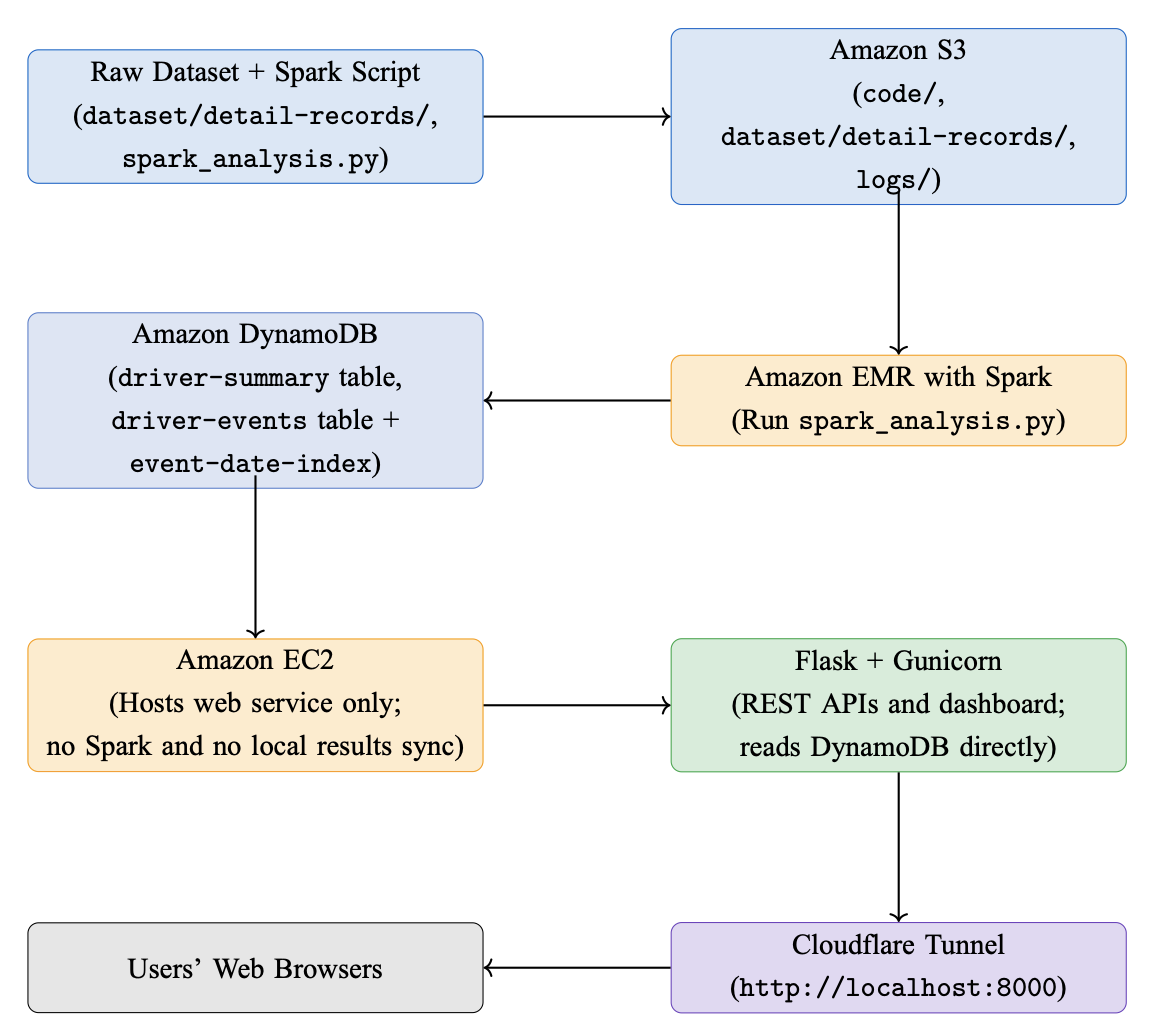 Raw Dataset + Spark Script
(dataset/detail-records/,
spark_analysis.py)
Amazon S3
(code/,
dataset/detail-records/,
logs/)
Amazon DynamoDB
(driver-summary table,
driver-events table +
event-date-index)
Amazon EMR with Spark
(Run spark_analysis.py)
Amazon EC2
(Hosts web service only;
no Spark and no local results sync)
Flask + Gunicorn
(REST APIs and dashboard;
reads DynamoDB directly)
Users’ Web Browsers
Cloudflare Tunnel
(http://localhost:8000)